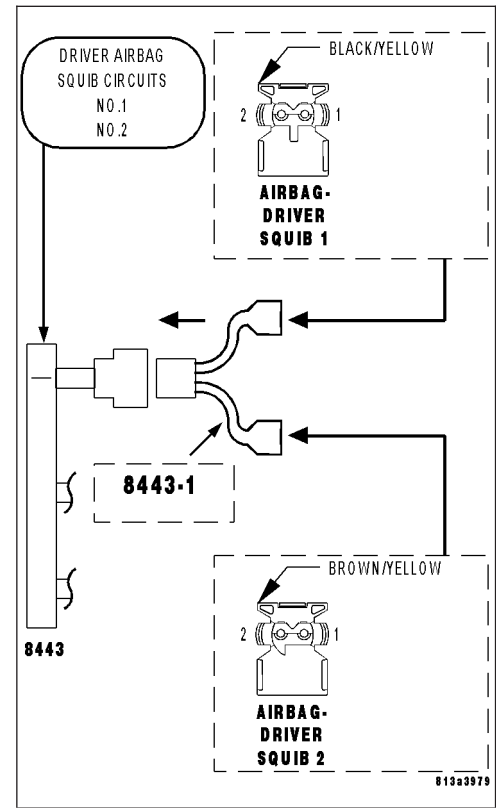 DRIVER AIRBAG
SQUIB CIRCUITS
NO.1
NO.2
BLACK/YELLOW
2
1
AIRBAG-
DRIVER
SQUIB 1
8443-1
8443
BROWN/YELLOW
2
1
AIRBAG-
DRIVER
SQUIB 2
813a3979